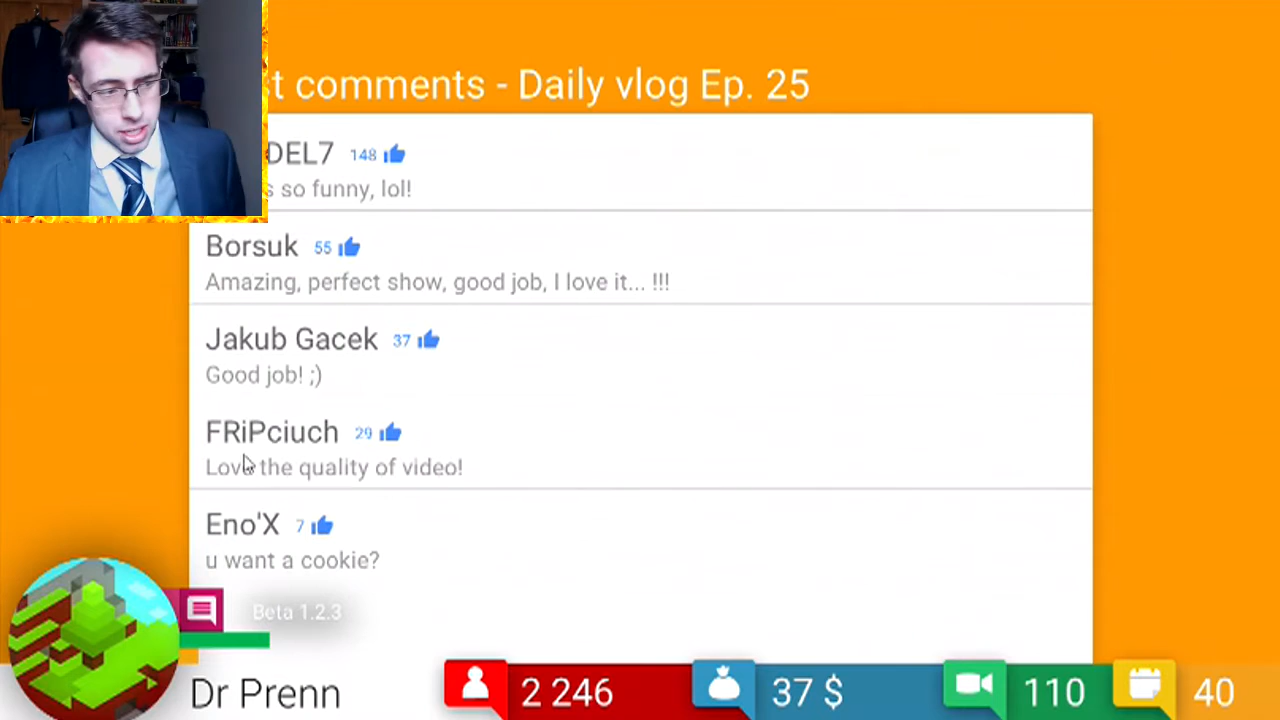 t comments - Daily vlog Ep. 25
DEL7 148
s so funny, lol!
Borsuk 55
Amazing, perfect show, good job, I love it... !!!
Jakub Gacek 37
Good job! ;)
FRiPciuch 29
Love the quality of video!
Eno'X 7
u want a cookie?
Beta 1.2.3
Dr Prenn
2 246
37 $
110
40